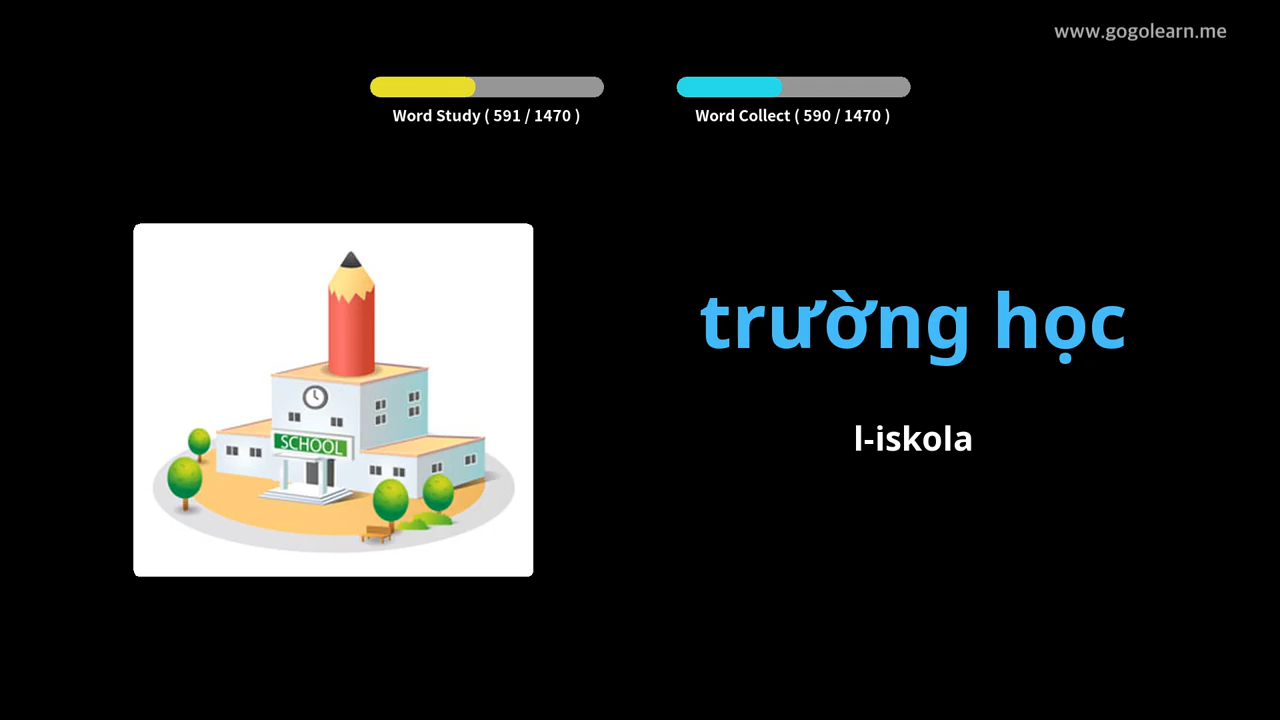 www.gogolearn.me
Word Study ( 591 / 1470 )
Word Collect ( 590 / 1470 )
SCHOOL
trường học
l-iskola